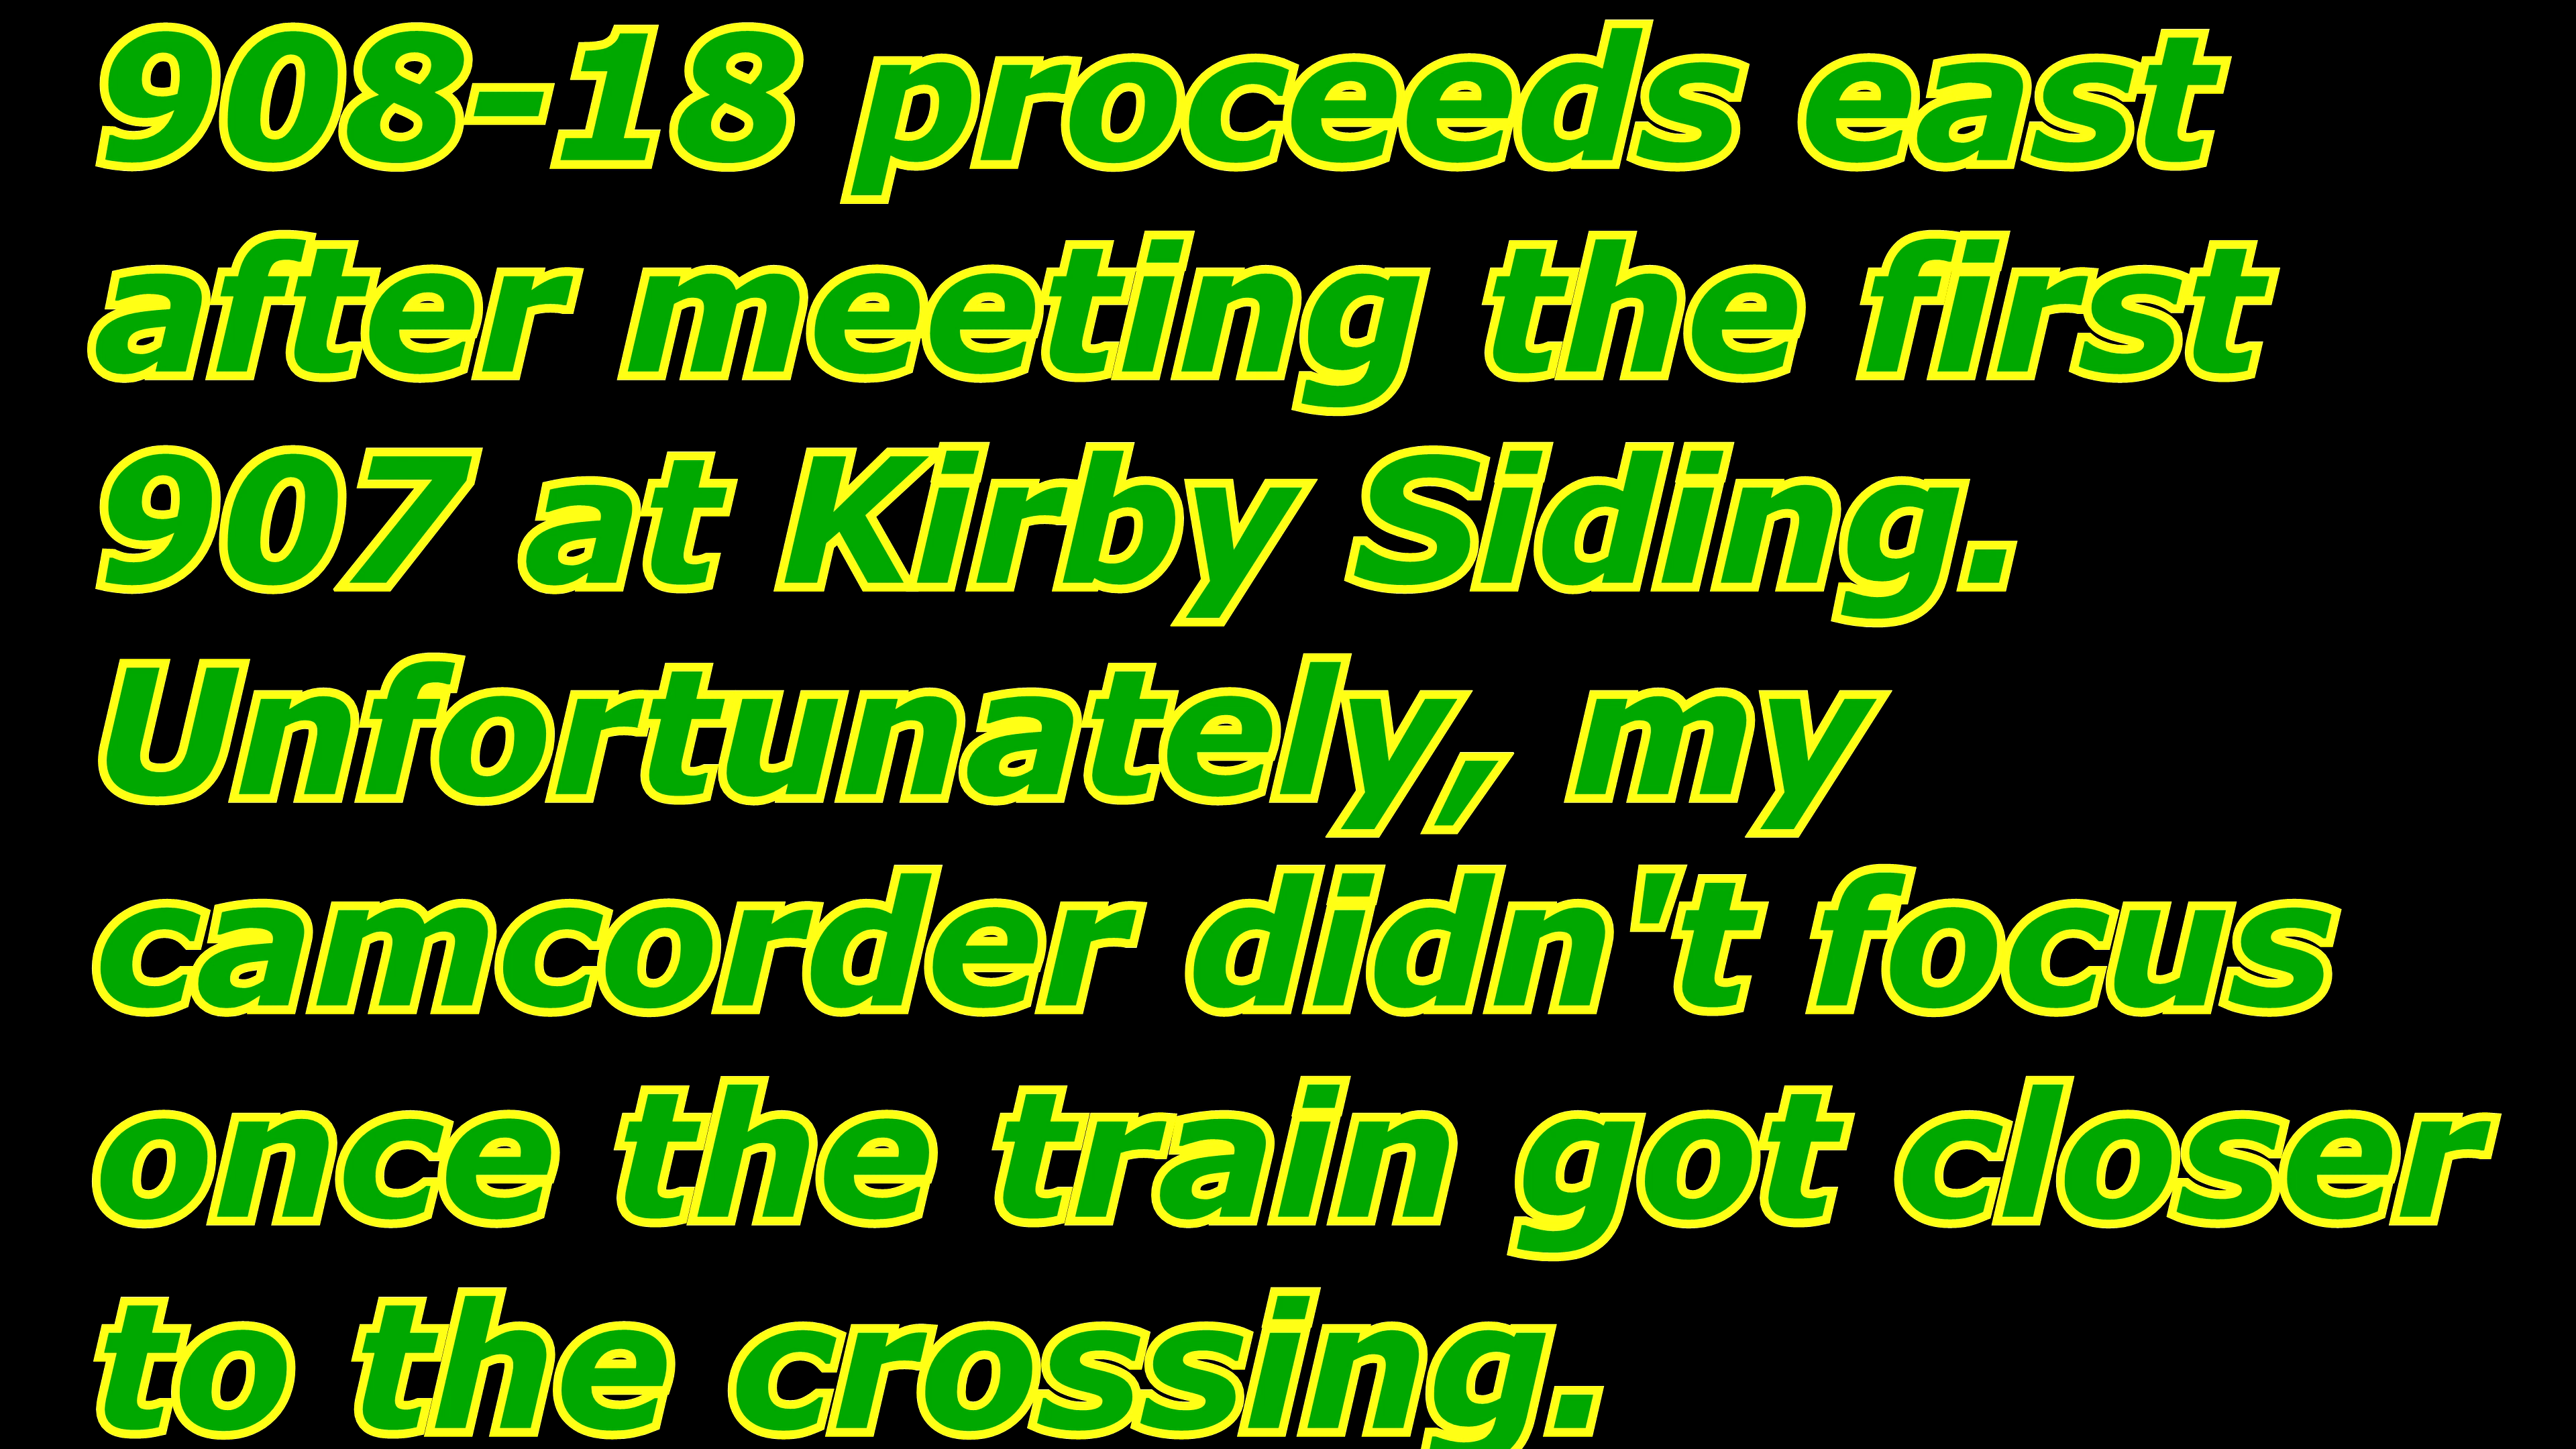 908-18 proceeds east
after meeting the first
907 at Kirby Siding.
Unfortunately, my
camcorder didn't focus
once the train got closer
to the crossing.